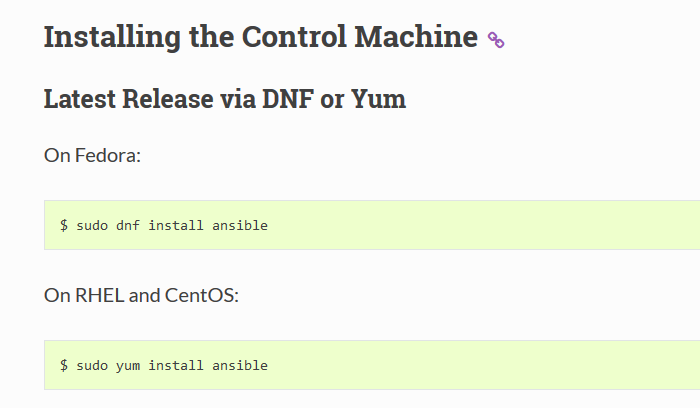 Installing the Control Machine
Latest Release via DNF or Yum
On Fedora:
$ sudo dnf install ansible
On RHEL and CentOS:
$ sudo yum install ansible